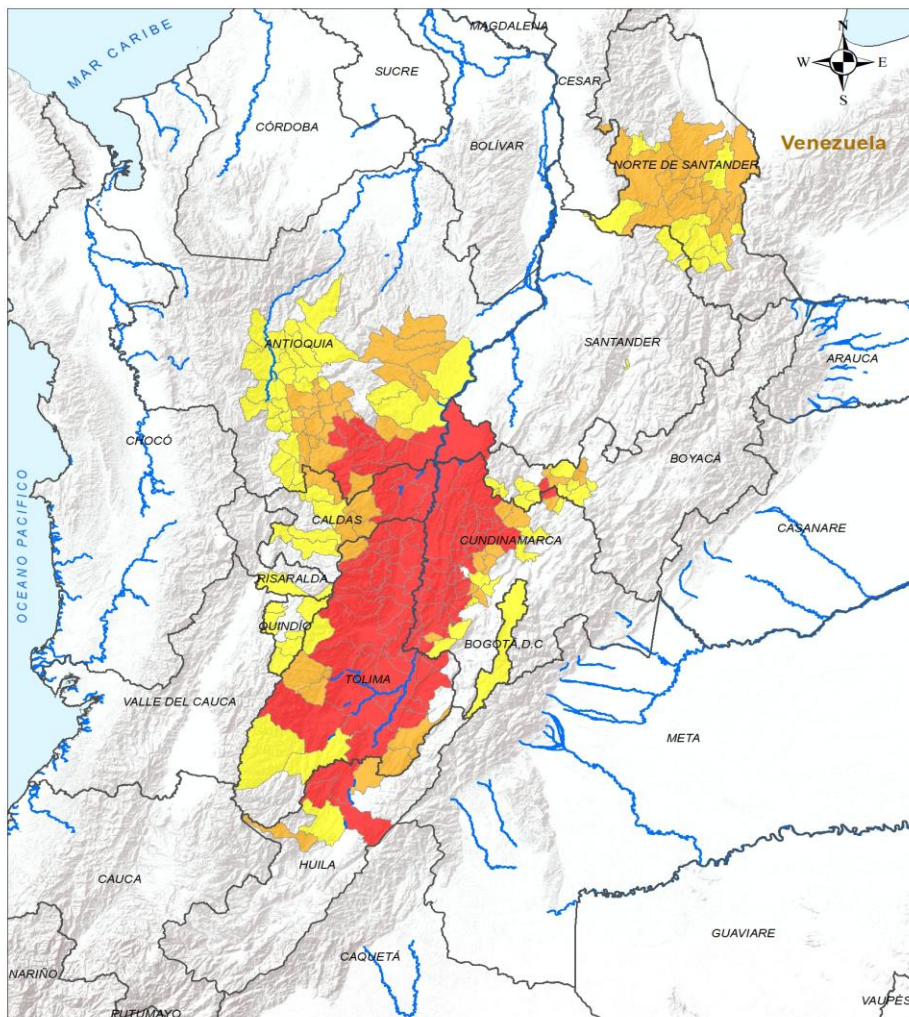 MAGDALENA
MAR CARIBE
N
W
E
S
SUCRE
CESAR
CÓRDOBA
BOLÍVAR
Venezuela
NORTE DE SANTANDER
ANTIOQUIA
SANTANDER
ARAUCA
CHOCÓ
BOYACA
OCEANO PACIFICO
CALDAS
CUNDINAMARCA
CASANARE
RISARALDA
QUINDÍO
BOGOTÁ, D.C
TOLIMA
VALLE DEL CAUCA
META
HUILA
CAUCA
GUAVIARE
CAQUETÁ
NARIÑO
PUTUMAYO
VAUPÉS